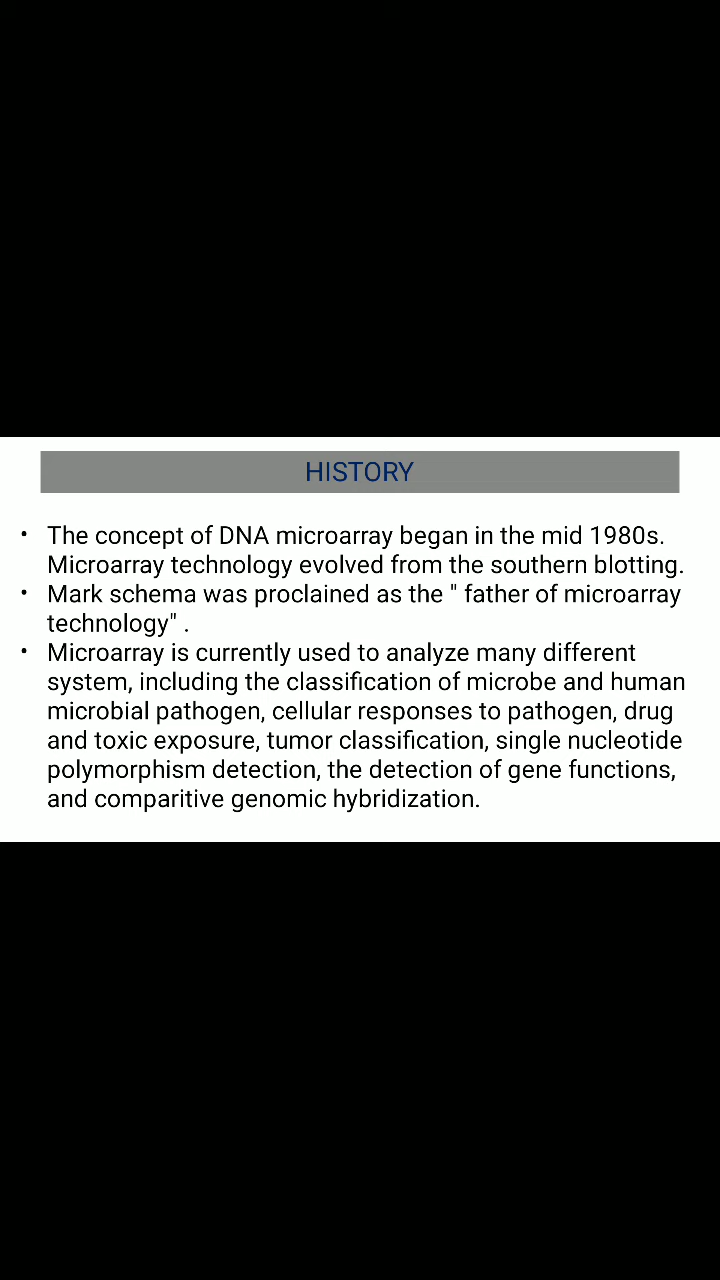 HISTORY
• The concept of DNA microarray began in the mid 1980s.
Microarray technology evolved from the southern blotting.
• Mark schema was proclained as the " father of microarray
technology" .
• Microarray is currently used to analyze many different
system, including the classification of microbe and human
microbial pathogen, cellular responses to pathogen, drug
and toxic exposure, tumor classification, single nucleotide
polymorphism detection, the detection of gene functions,
and comparitive genomic hybridization.